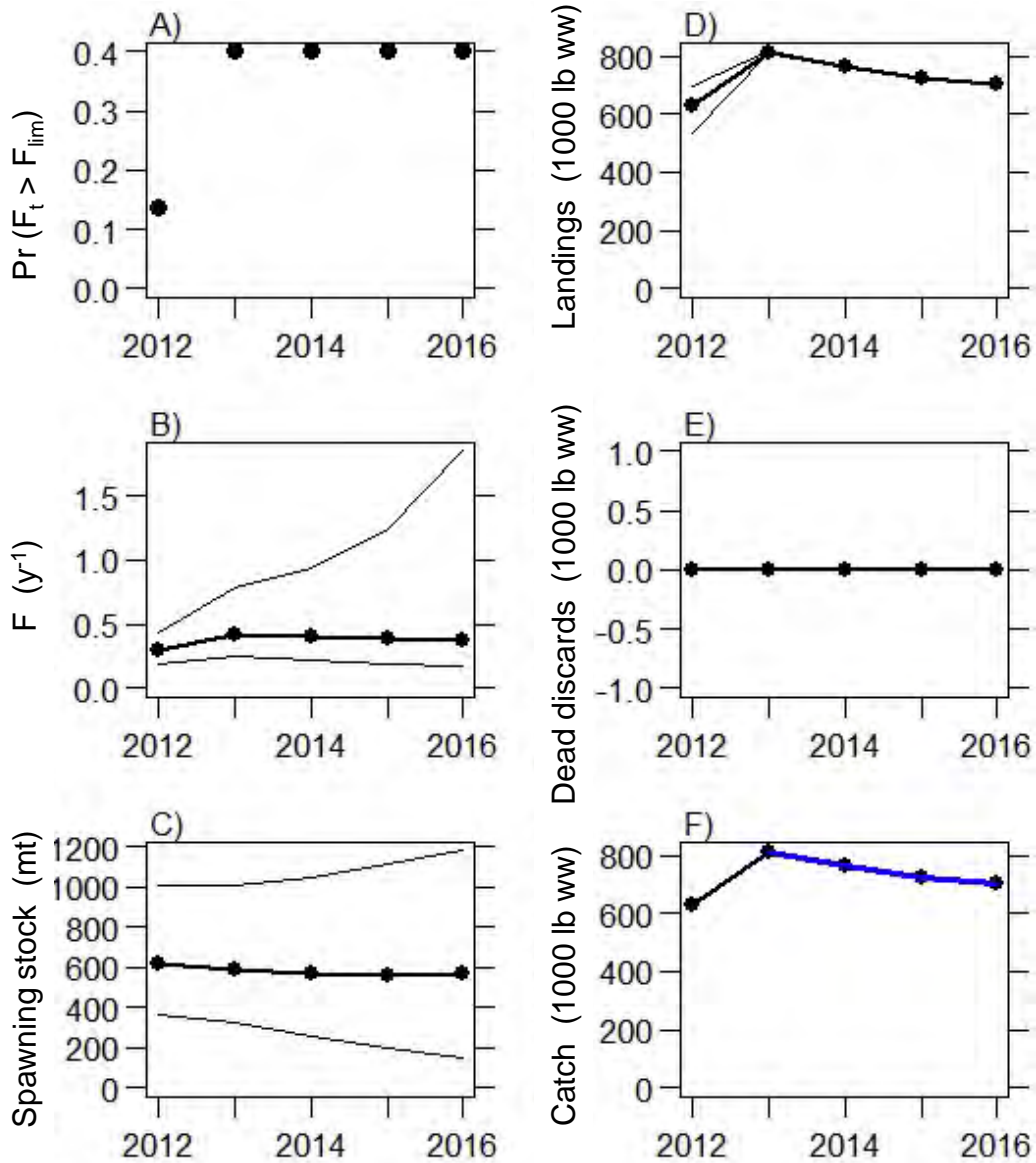 A)
Pr (Fₜ > Fₗᵢₘ)
0.4
0.3
0.2
0.1
0.0
2012 2014 2016
D)
Landings (1000 lb ww)
800
600
400
200
0
2012 2014 2016
B)
F (y⁻¹)
1.5
1.0
0.5
0.0
2012 2014 2016
E)
Dead discards (1000 lb ww)
1.0
0.5
0.0
-0.5
-1.0
2012 2014 2016
C)
Spawning stock (mt)
1200
1000
800
600
400
200
0
2012 2014 2016
F)
Catch (1000 lb ww)
800
600
400
200
0
2012 2014 2016